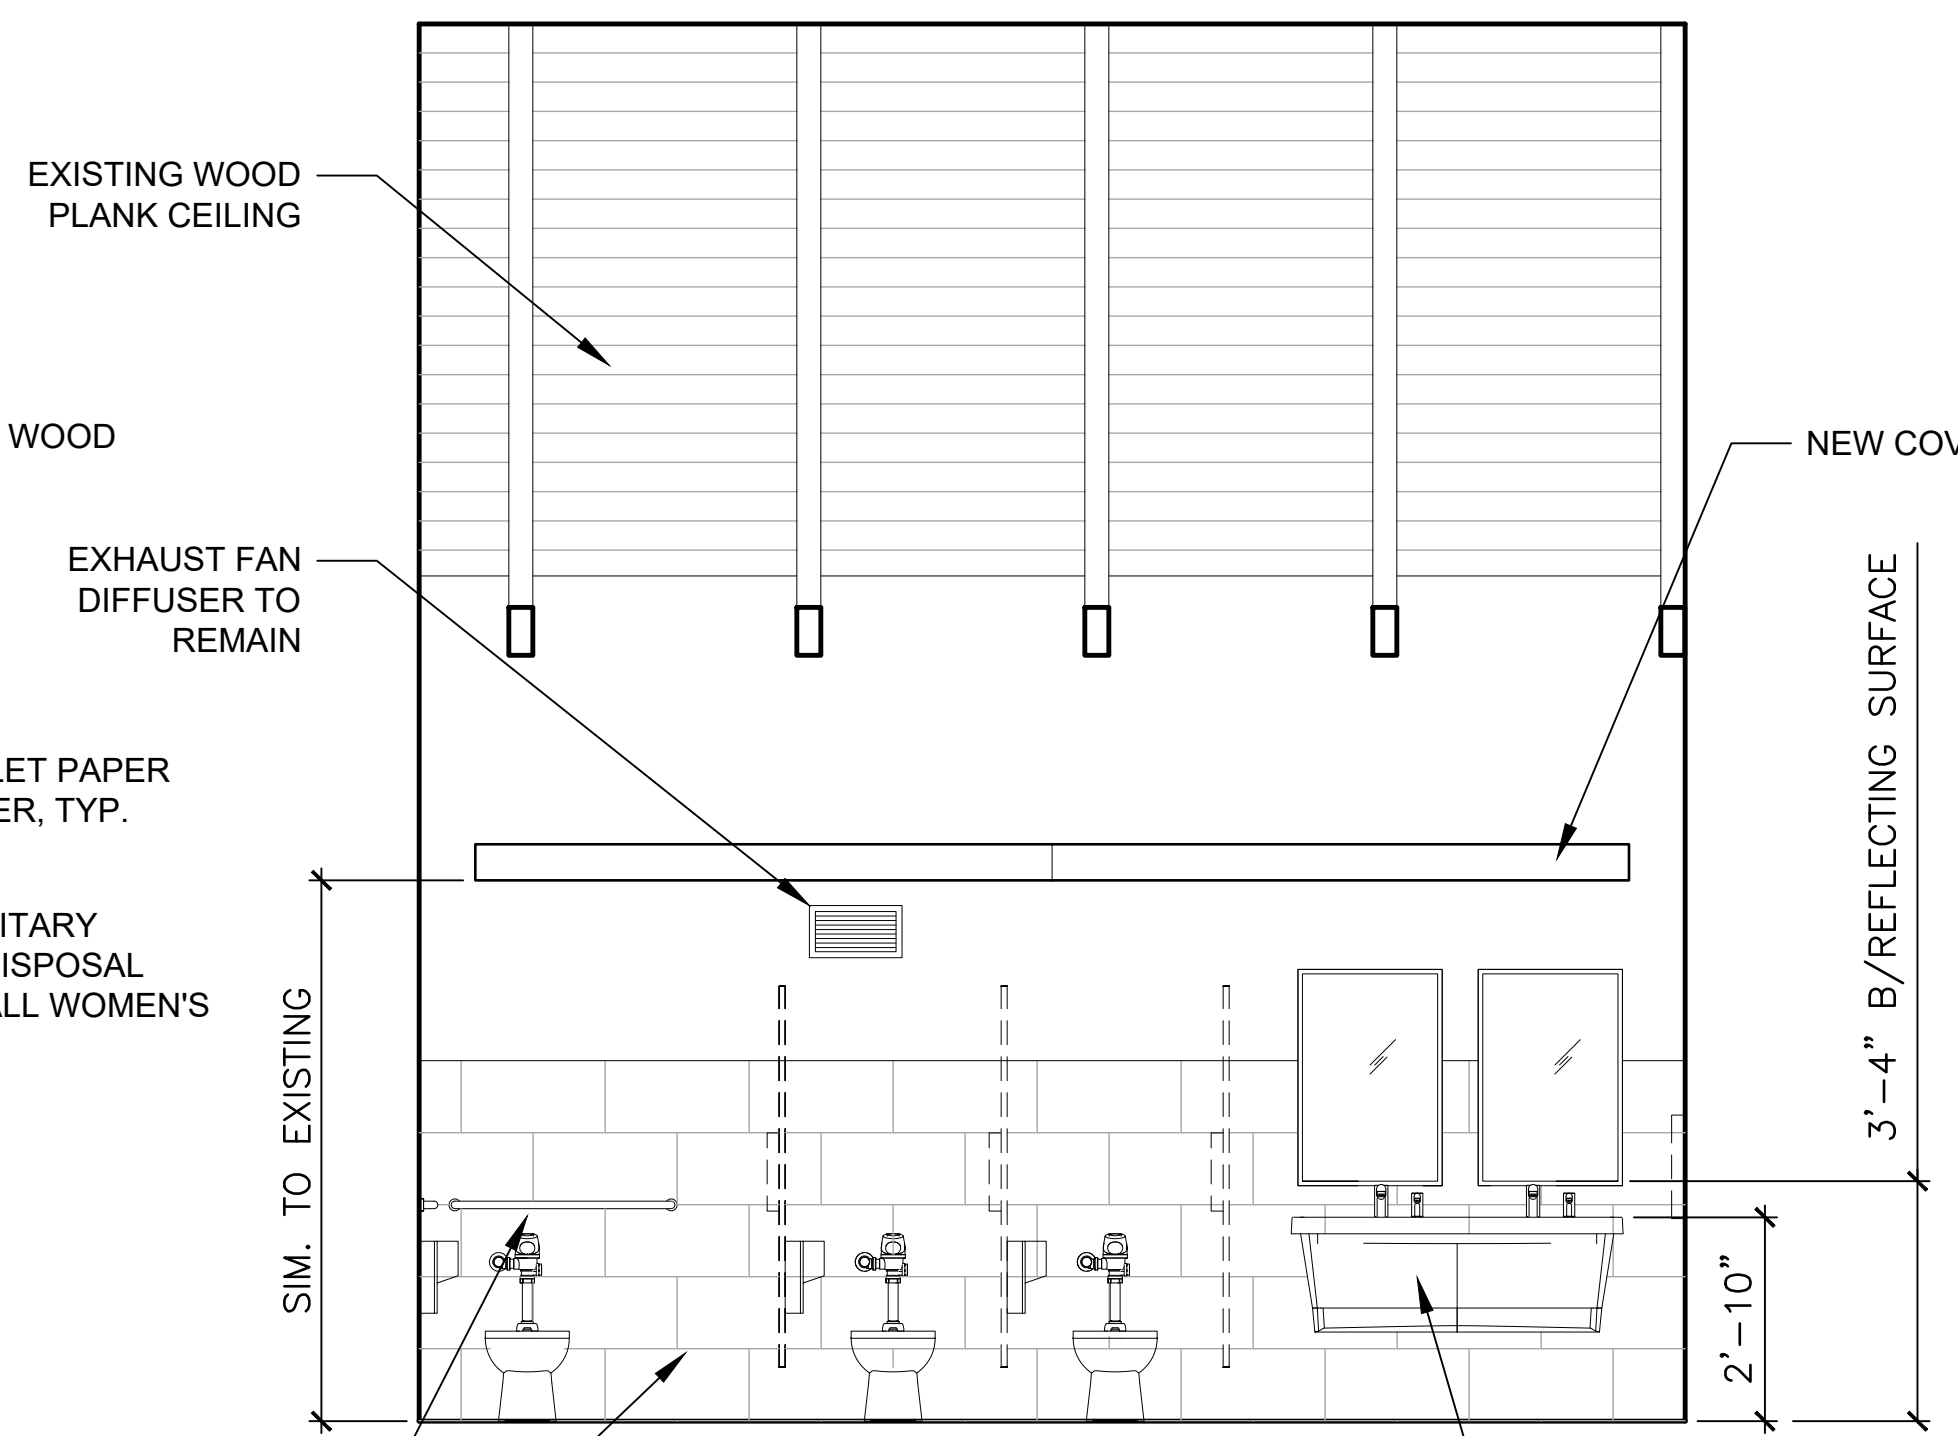 EXISTING WOOD
PLANK CEILING
WOOD
NEW COV
EXHAUST FAN
DIFFUSER TO
REMAIN
LET PAPER
ER, TYP.
ITARY
ISPOSAL
ALL WOMEN'S
SIM. TO EXISTING
3'-4" B/REFLECTING SURFACE
2'-10"